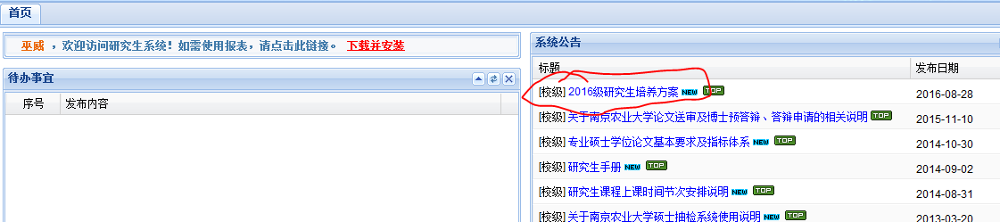 首页
巫威 ，欢迎访问研究生系统！如需使用报表，请点击此链接。 下载并安装
待办事宜
序号 发布内容
系统公告
标题 发布日期
[校级] 2016级研究生培养方案 NEW TOP 2016-08-28
[校级] 关于南京农业大学论文送审及博士预答辩、答辩申请的相关说明 TOP 2015-11-10
[校级] 专业硕士学位论文基本要求及指标体系 NEW TOP 2014-10-30
[校级] 研究生手册 NEW TOP 2014-09-02
[校级] 研究生课程上课时间节次安排说明 NEW TOP 2014-08-31
[校级] 关于南京农业大学硕士抽检系统使用说明 NEW TOP 2013-03-20